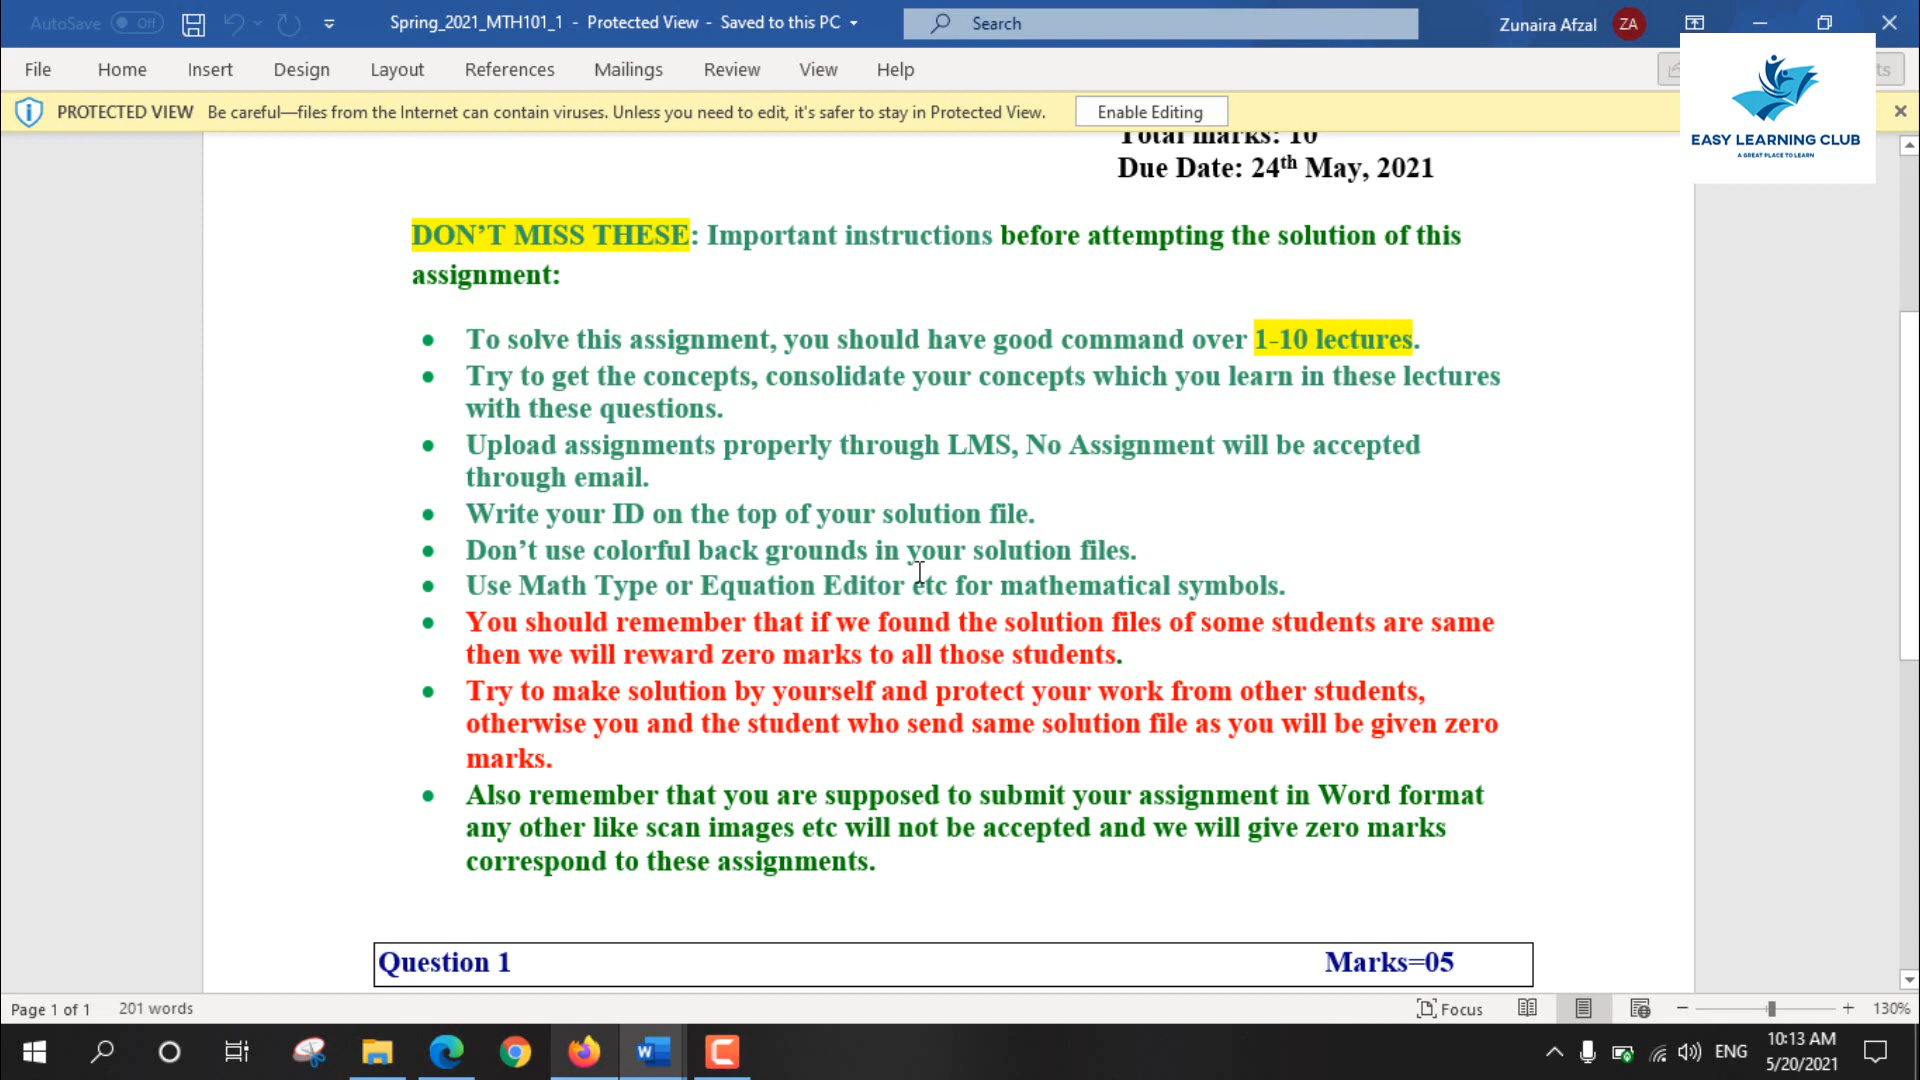 AutoSave Off Spring_2021_MTH101_1 - Protected View - Saved to this PC Search Zunaira Afzal ZA
File Home Insert Design Layout References Mailings Review View Help
PROTECTED VIEW Be careful—files from the Internet can contain viruses. Unless you need to edit, it's safer to stay in Protected View. Enable Editing
EASY LEARNING CLUB
A GREAT PLACE TO LEARN
Total marks: 10
Due Date: 24th May, 2021
DON'T MISS THESE: Important instructions before attempting the solution of this
assignment:
• To solve this assignment, you should have good command over 1-10 lectures.
• Try to get the concepts, consolidate your concepts which you learn in these lectures
with these questions.
• Upload assignments properly through LMS, No Assignment will be accepted
through email.
• Write your ID on the top of your solution file.
• Don't use colorful back grounds in your solution files.
• Use Math Type or Equation Editor etc for mathematical symbols.
• You should remember that if we found the solution files of some students are same
then we will reward zero marks to all those students.
• Try to make solution by yourself and protect your work from other students,
otherwise you and the student who send same solution file as you will be given zero
marks.
• Also remember that you are supposed to submit your assignment in Word format
any other like scan images etc will not be accepted and we will give zero marks
correspond to these assignments.
Question 1 Marks=05
Page 1 of 1 201 words Focus 130%
ENG 10:13 AM
5/20/2021